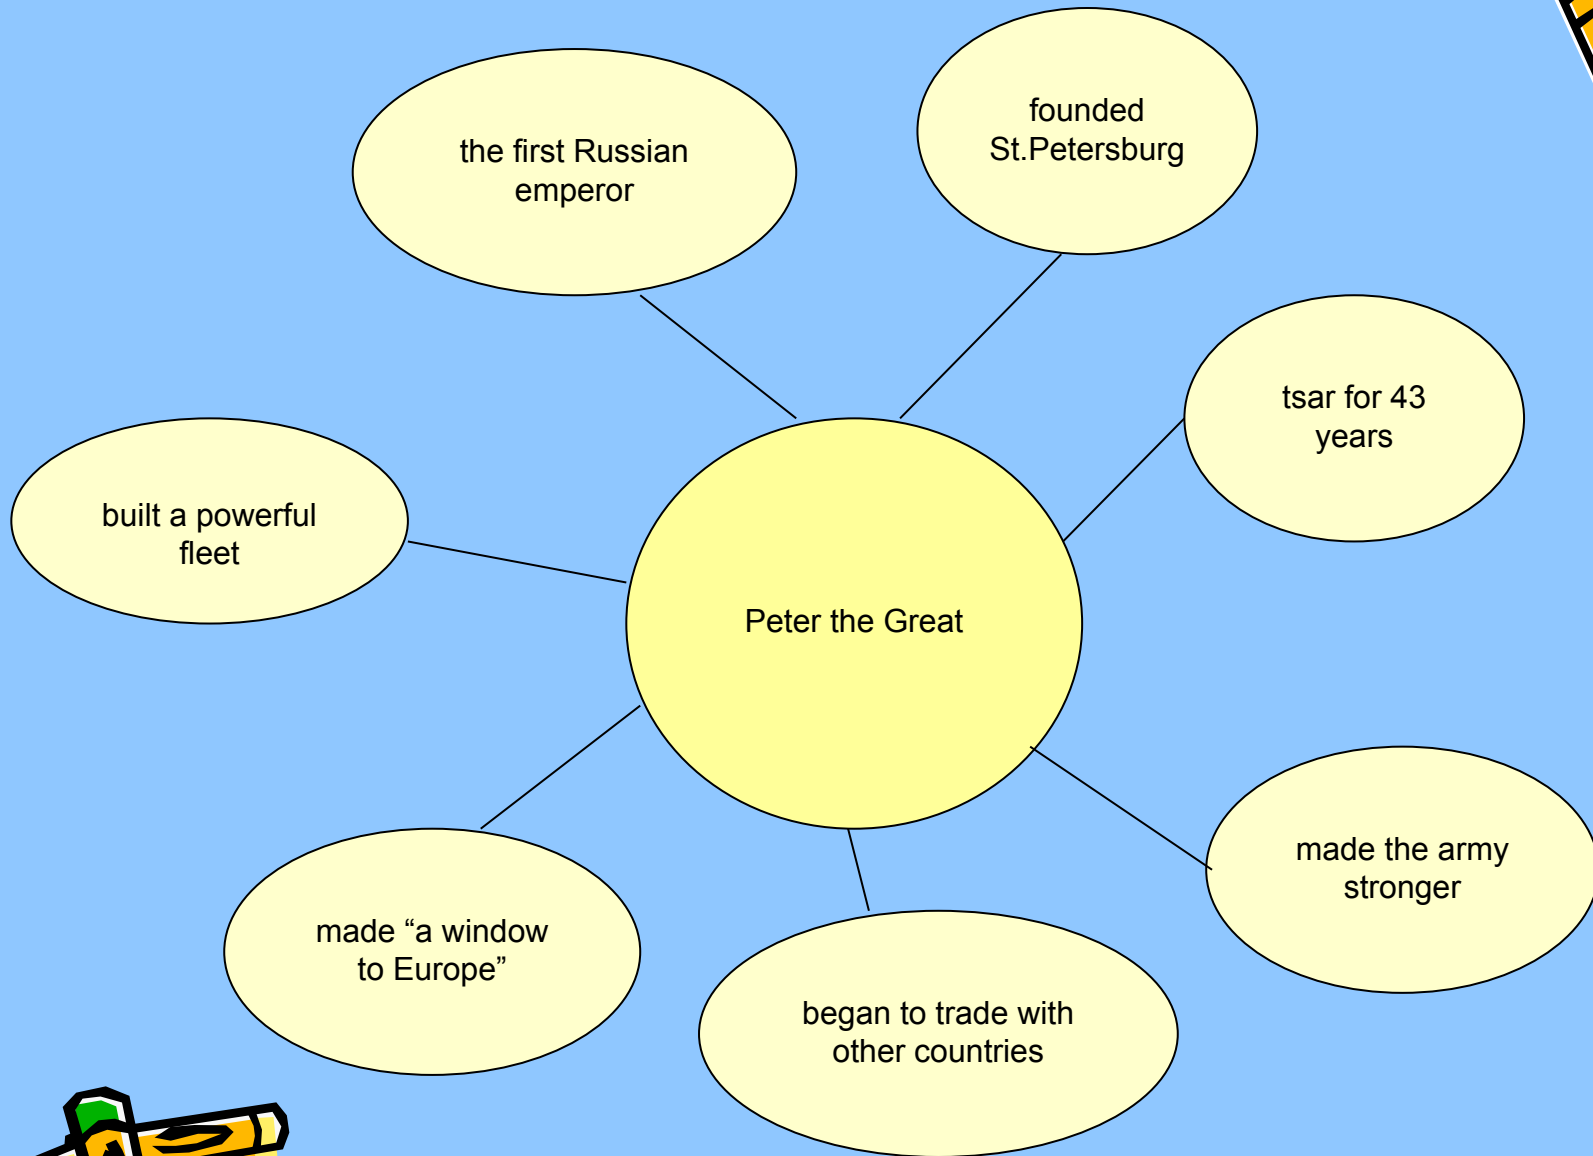 founded
St.Petersburg
the first Russian
emperor
tsar for 43
years
built a powerful
fleet
Peter the Great
made the army
stronger
made “a window
to Europe”
began to trade with
other countries